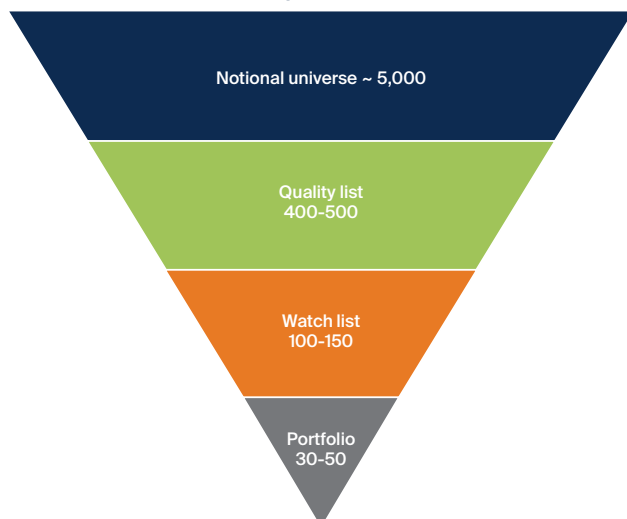 Notional universe ~ 5,000
Quality list
400-500
Watch list
100-150
Portfolio
30-50